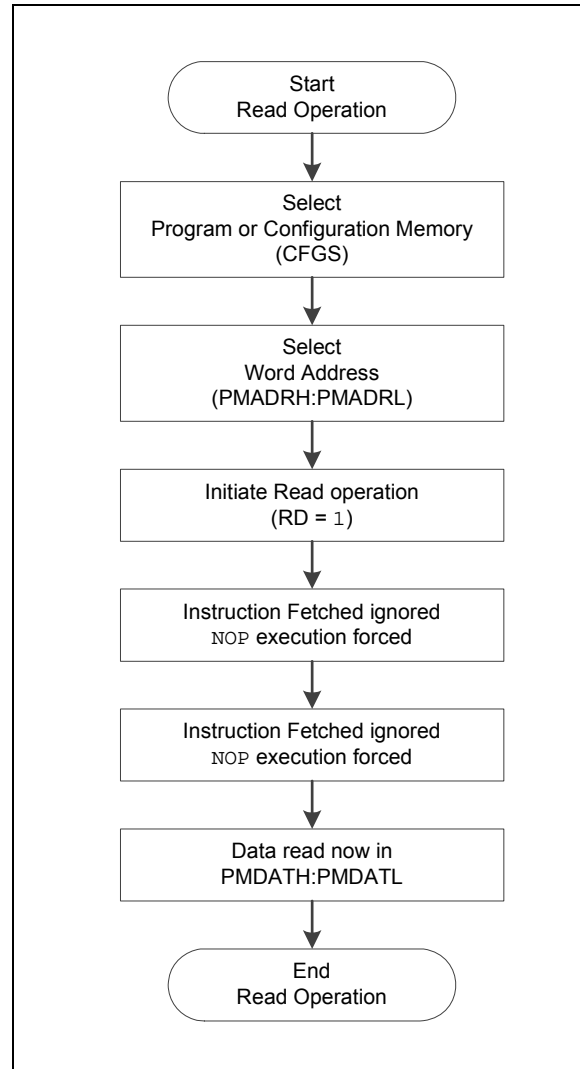 Start
Read Operation
Select
Program or Configuration Memory
(CFGS)
Select
Word Address
(PMADRH:PMADRL)
Initiate Read operation
(RD = 1)
Instruction Fetched ignored
NOP execution forced
Instruction Fetched ignored
NOP execution forced
Data read now in
PMDATH:PMDATL
End
Read Operation